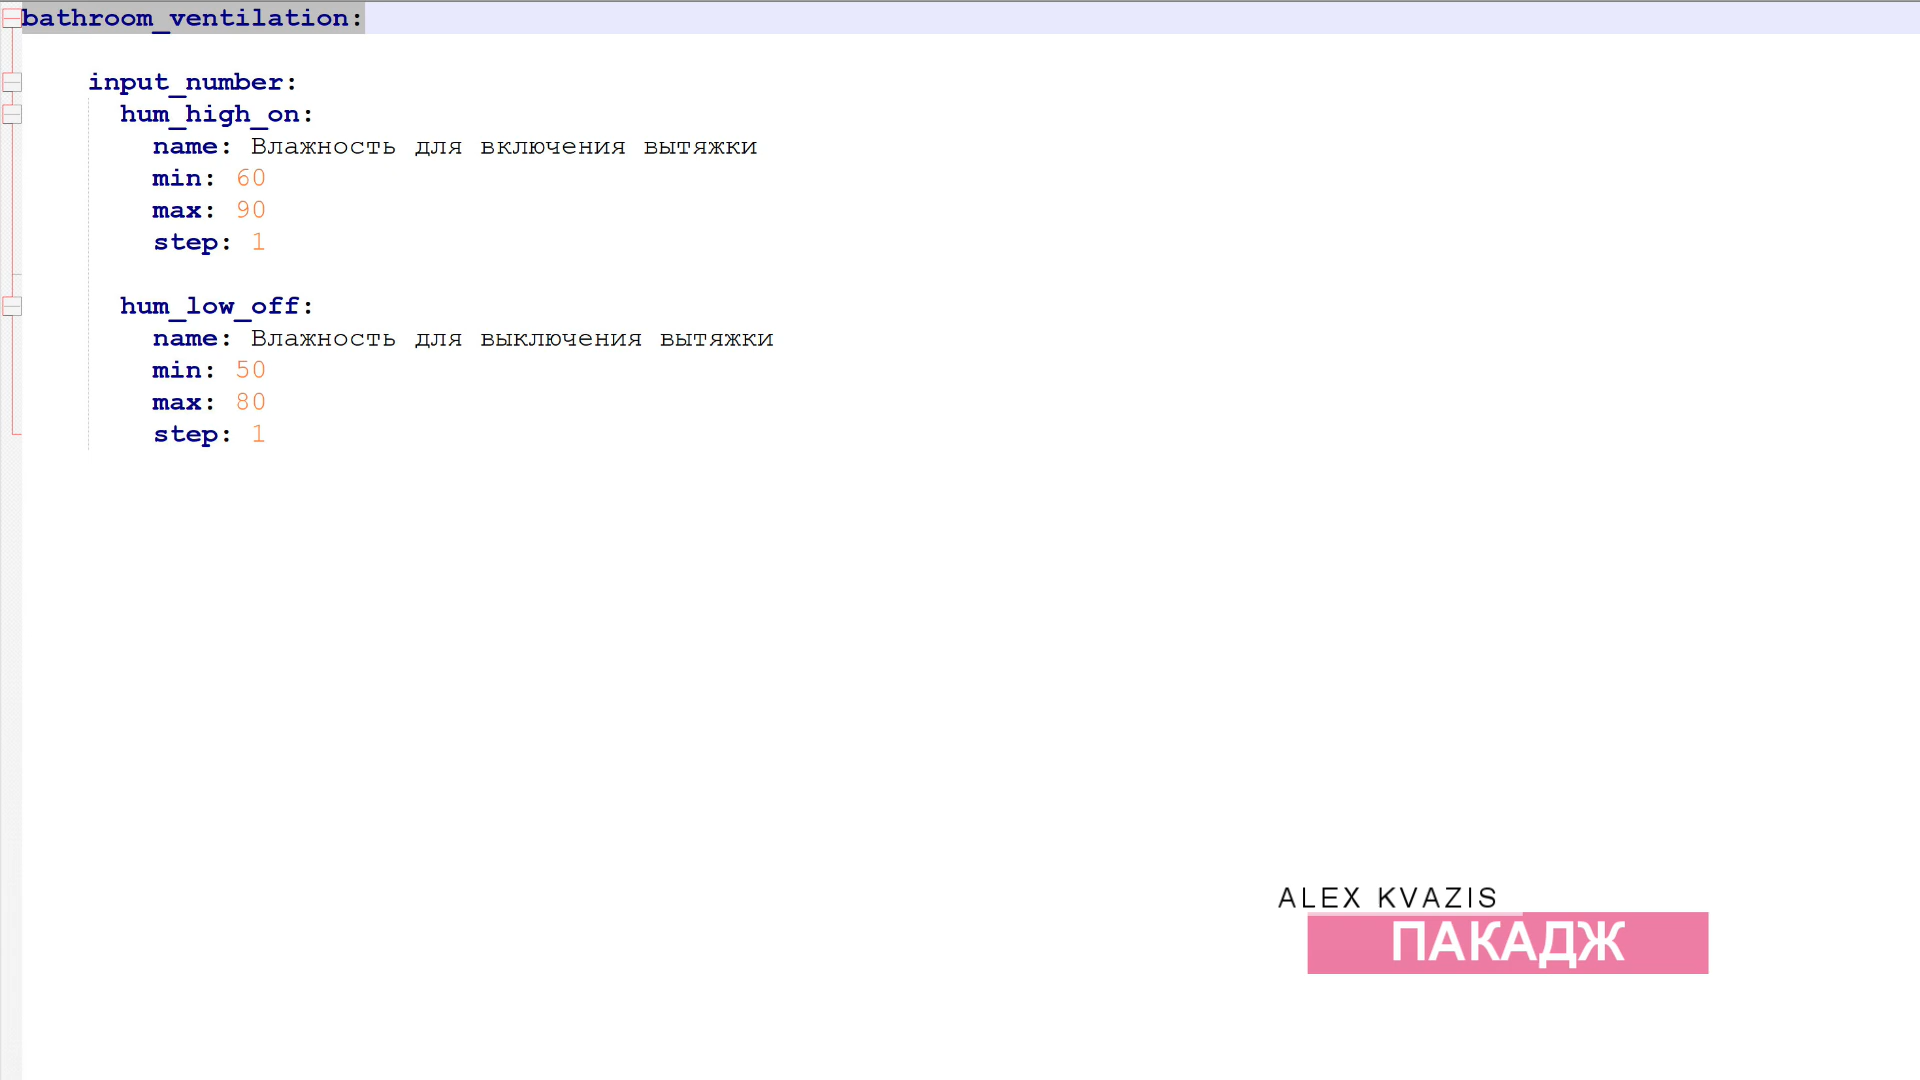 bathroom_ventilation:
input_number:
hum_high_on:
name: Влажность для включения вытяжки
min: 60
max: 90
step: 1
hum_low_off:
name: Влажность для выключения вытяжки
min: 50
max: 80
step: 1
ALEX KVAZIS
ПАКАДЖ